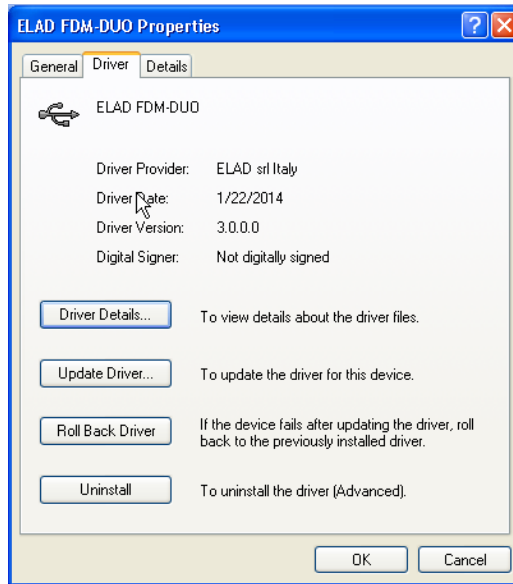 ELAD FDM-DUO Properties
General Driver Details
ELAD FDM-DUO
Driver Provider: ELAD srl Italy
Driver Date: 1/22/2014
Driver Version: 3.0.0.0
Digital Signer: Not digitally signed
Driver Details... To view details about the driver files.
Update Driver... To update the driver for this device.
Roll Back Driver If the device fails after updating the driver, roll
back to the previously installed driver.
Uninstall To uninstall the driver (Advanced).
OK Cancel